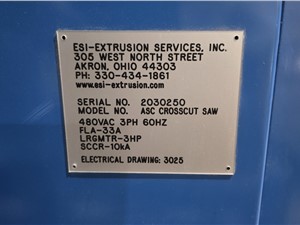 ESI-EXTRUSION SERVICES, INC.
305 WEST NORTH STREET
AKRON, OHIO 44303
PH: 330-434-1861
www.esi-extrusion.com
SERIAL NO. 2030250
MODEL NO. ASC CROSSCUT SAW
480VAC 3PH 60HZ
FLA-33A
LRGMTR-3HP
SCCR-10kA
ELECTRICAL DRAWING: 3025